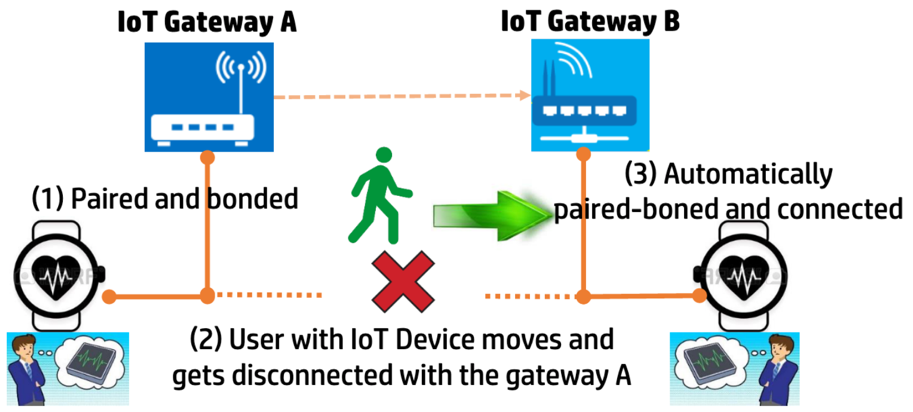 IoT Gateway A
IoT Gateway B
(1) Paired and bonded
(3) Automatically
paired-boned and connected
(2) User with IoT Device moves and
gets disconnected with the gateway A